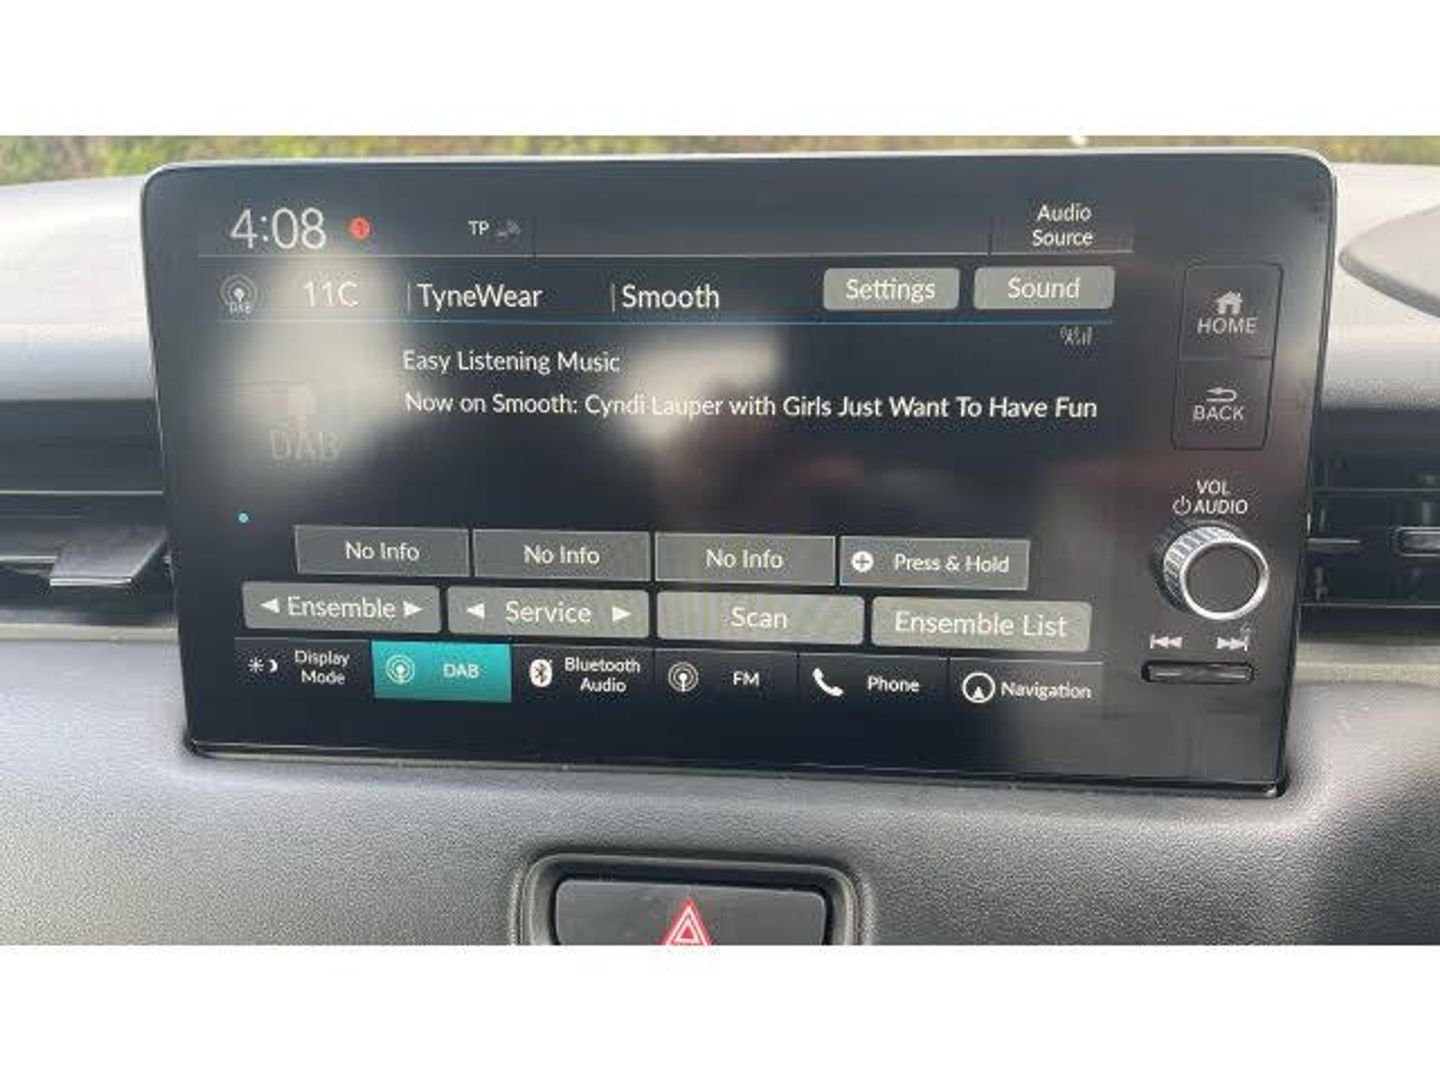 4:08
TP
Audio
Source
DAB
11C
TyneWear
Smooth
Settings
Sound
HOME
Easy Listening Music
Now on Smooth: Cyndi Lauper with Girls Just Want To Have Fun
BACK
DAB
VOL
AUDIO
No Info
No Info
No Info
Press & Hold
Ensemble
Service
Scan
Ensemble List
Display
Mode
DAB
Bluetooth
Audio
FM
Phone
Navigation